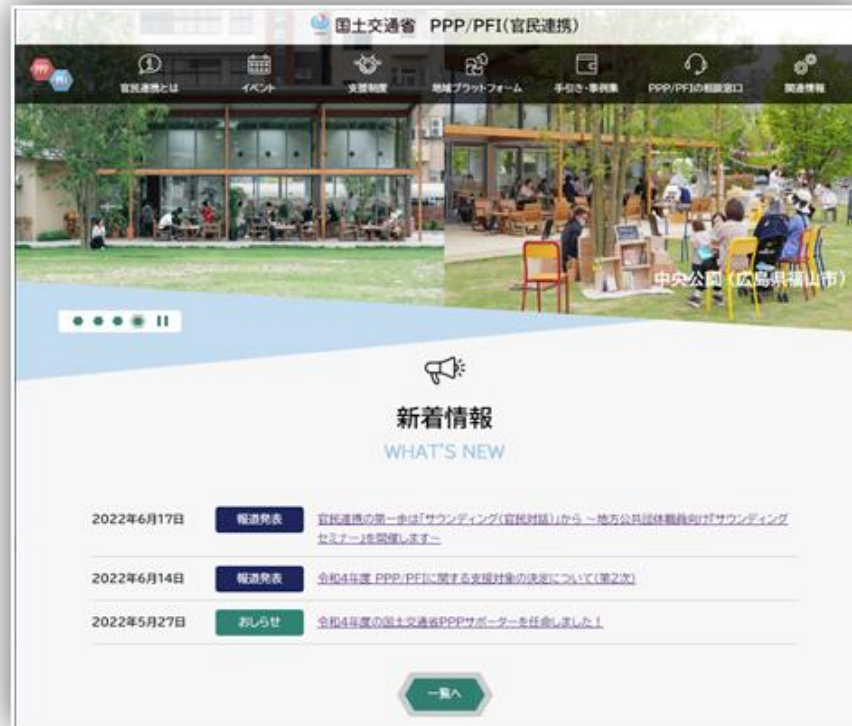 国土交通省 PPP/PFI(官民連携)
PPP
PFI
官民連携とは
イベント
支援制度
地域プラットフォーム
手引き・事例集
PPP/PFIの相談窓口
関連情報
中央公園(広島県福山市)
新着情報
WHAT'S NEW
2022年6月17日 報道発表 官民連携の第一歩は「サウンディング(官民対話)」から ～地方公共団体職員向け「サウンディング
セミナー」を開催します～
2022年6月14日 報道発表 令和4年度 PPP/PFIに関する支援対象の決定について(第2次)
2022年5月27日 おしらせ 令和4年度の国土交通省PPPサポーターを任命しました！
一覧へ